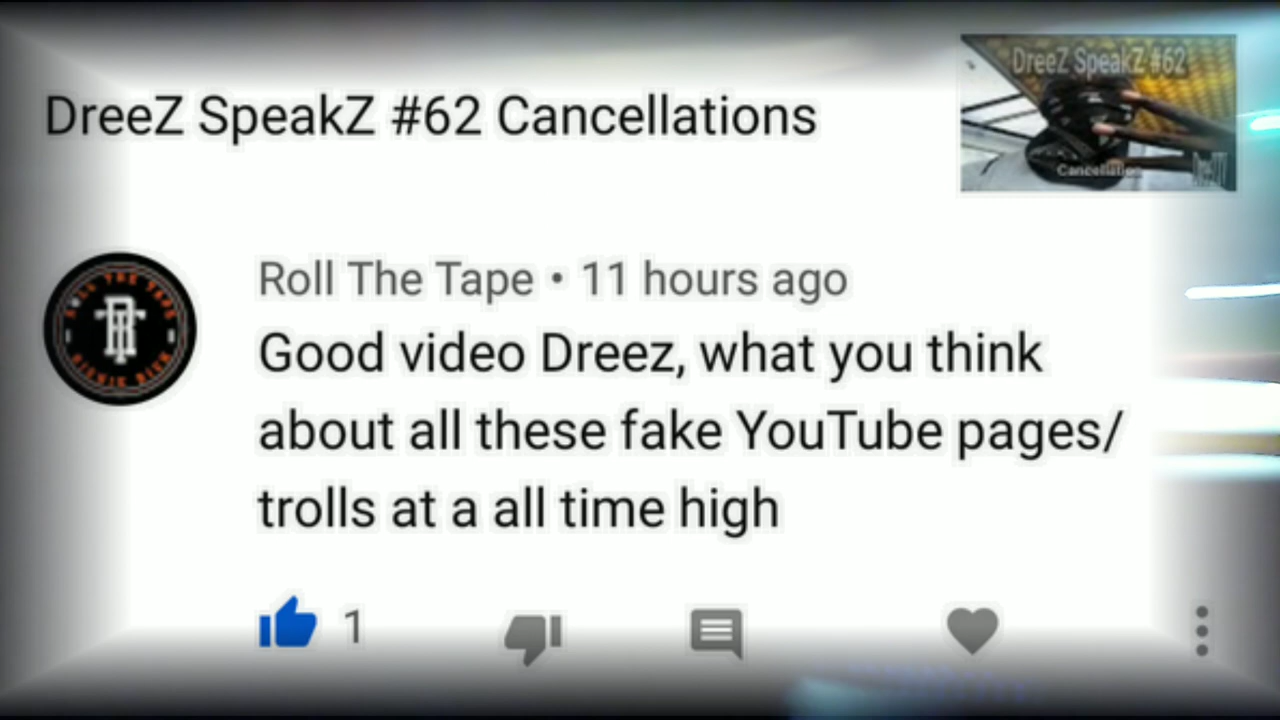 DreeZ SpeakZ #62
DreeZ SpeakZ #62 Cancellations
Roll The Tape • 11 hours ago
Good video Dreez, what you think
about all these fake YouTube pages/
trolls at a all time high
1